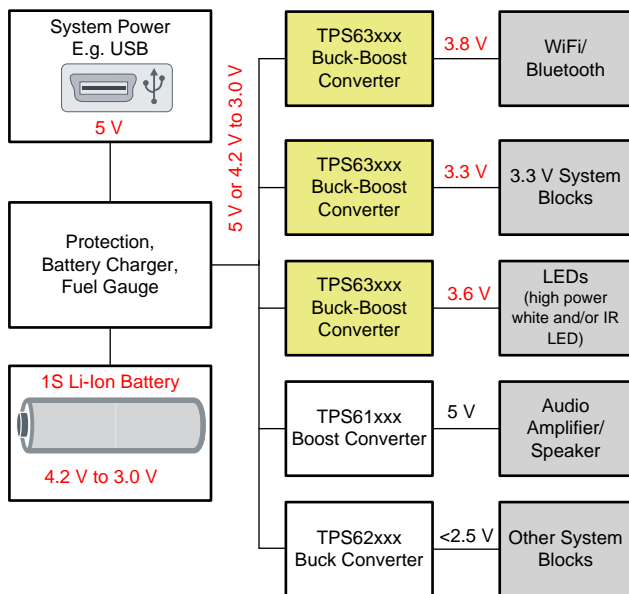 System Power
E.g. USB
5 V
Protection,
Battery Charger,
Fuel Gauge
1S Li-Ion Battery
4.2 V to 3.0 V
5 V or 4.2 V to 3.0 V
TPS63xxx
Buck-Boost
Converter
3.8 V
WiFi/
Bluetooth
TPS63xxx
Buck-Boost
Converter
3.3 V
3.3 V System
Blocks
TPS63xxx
Buck-Boost
Converter
3.6 V
LEDs
(high power
white and/or IR
LED)
TPS61xxx
Boost Converter
5 V
Audio
Amplifier/
Speaker
TPS62xxx
Buck Converter
<2.5 V
Other System
Blocks